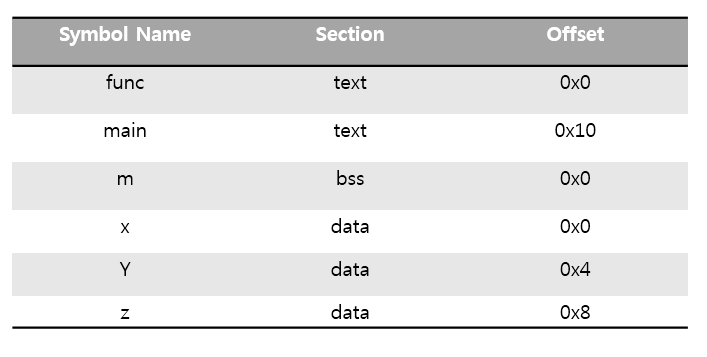 Symbol Name Section Offset
func text 0x0
main text 0x10
m bss 0x0
x data 0x0
Y data 0x4
z data 0x8